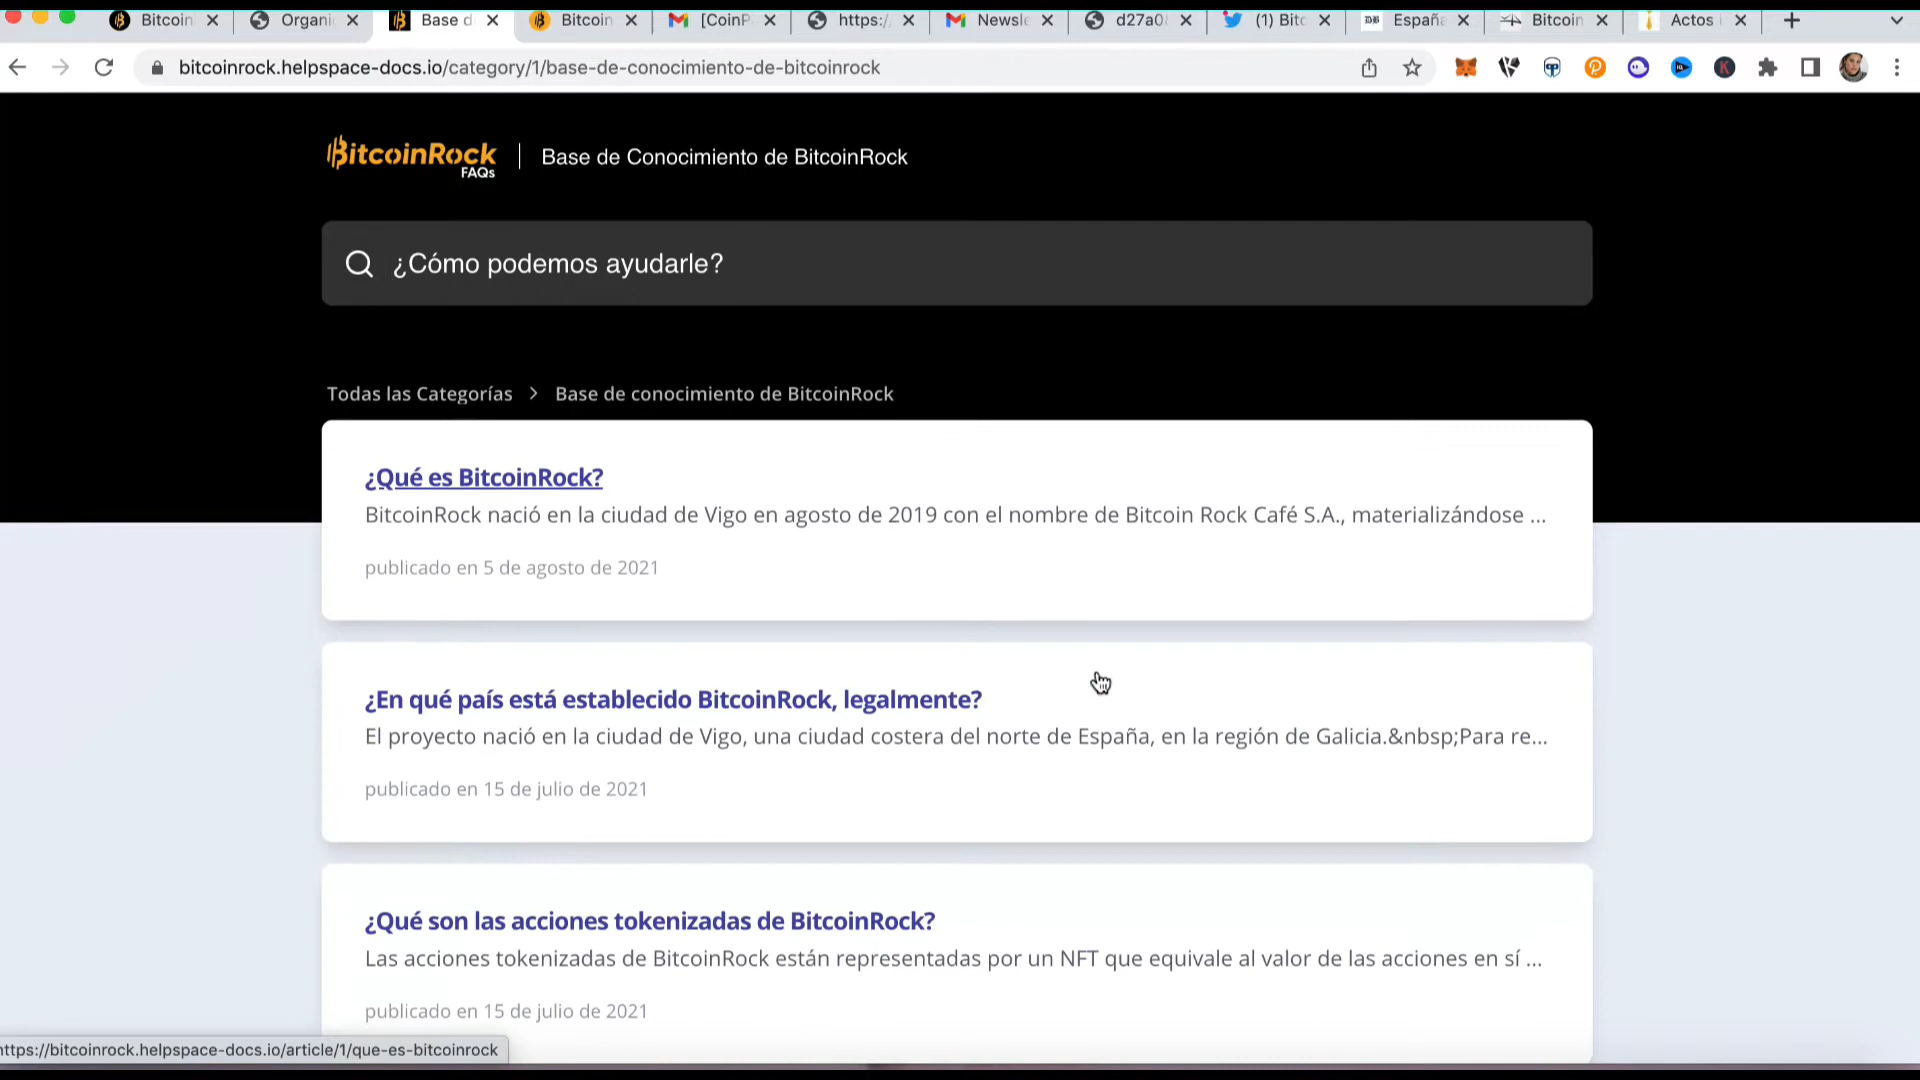 Bitcoin
Organi
Base d
Bitcoin
[CoinP
https:/
Newsle
d27a0
(1) Bitc
España
Bitcoin
Actos
bitcoinrock.helpspace-docs.io/category/1/base-de-conocimiento-de-bitcoinrock
BitcoinRock
FAQs
Base de Conocimiento de BitcoinRock
¿Cómo podemos ayudarle?
Todas las Categorías > Base de conocimiento de BitcoinRock
¿Qué es BitcoinRock?
BitcoinRock nació en la ciudad de Vigo en agosto de 2019 con el nombre de Bitcoin Rock Café S.A., materializándose ...
publicado en 5 de agosto de 2021
¿En qué país está establecido BitcoinRock, legalmente?
El proyecto nació en la ciudad de Vigo, una ciudad costera del norte de España, en la región de Galicia.&nbsp;Para re...
publicado en 15 de julio de 2021
¿Qué son las acciones tokenizadas de BitcoinRock?
Las acciones tokenizadas de BitcoinRock están representadas por un NFT que equivale al valor de las acciones en sí ...
publicado en 15 de julio de 2021
https://bitcoinrock.helpspace-docs.io/article/1/que-es-bitcoinrock